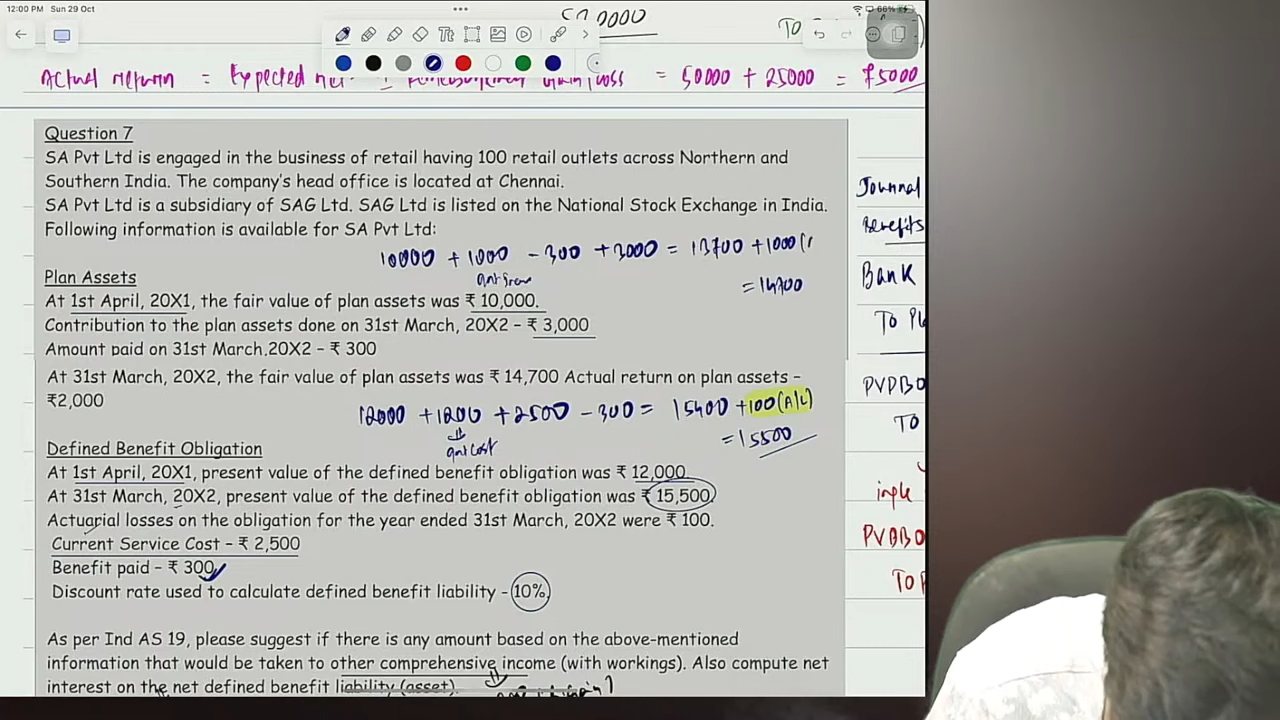 12:00 PM Sun 29 Oct
66%
To
Actual return = Expected = 50000 + 25000 = 75000
Question 7
SA Pvt Ltd is engaged in the business of retail having 100 retail outlets across Northern and
Southern India. The company's head office is located at Chennai.
SA Pvt Ltd is a subsidiary of SAG Ltd. SAG Ltd is listed on the National Stock Exchange in India.
Following information is available for SA Pvt Ltd:
10000 + 1000 - 300 + 3000 = 13700 + 1000
Plan Assets
= 14700
At 1st April, 20X1, the fair value of plan assets was ₹ 10,000.
Contribution to the plan assets done on 31st March, 20X2 - ₹ 3,000
Amount paid on 31st March,20X2 - ₹ 300
At 31st March, 20X2, the fair value of plan assets was ₹ 14,700 Actual return on plan assets -
₹2,000
12000 + 1200 + 2500 - 300 = 15400 + 100 (A/L)
int cost
= 15500
Defined Benefit Obligation
At 1st April, 20X1, present value of the defined benefit obligation was ₹ 12,000.
At 31st March, 20X2, present value of the defined benefit obligation was ₹ 15,500.
Actuarial losses on the obligation for the year ended 31st March, 20X2 were ₹ 100.
Current Service Cost - ₹ 2,500
Benefit paid - ₹ 300
Discount rate used to calculate defined benefit liability - 10%.
As per Ind AS 19, please suggest if there is any amount based on the above-mentioned
information that would be taken to other comprehensive income (with workings). Also compute net
interest on the net defined benefit liability (asset).
Journal
Benefits
Bank
To Pl
PVDBO
To
PVDBO
To P